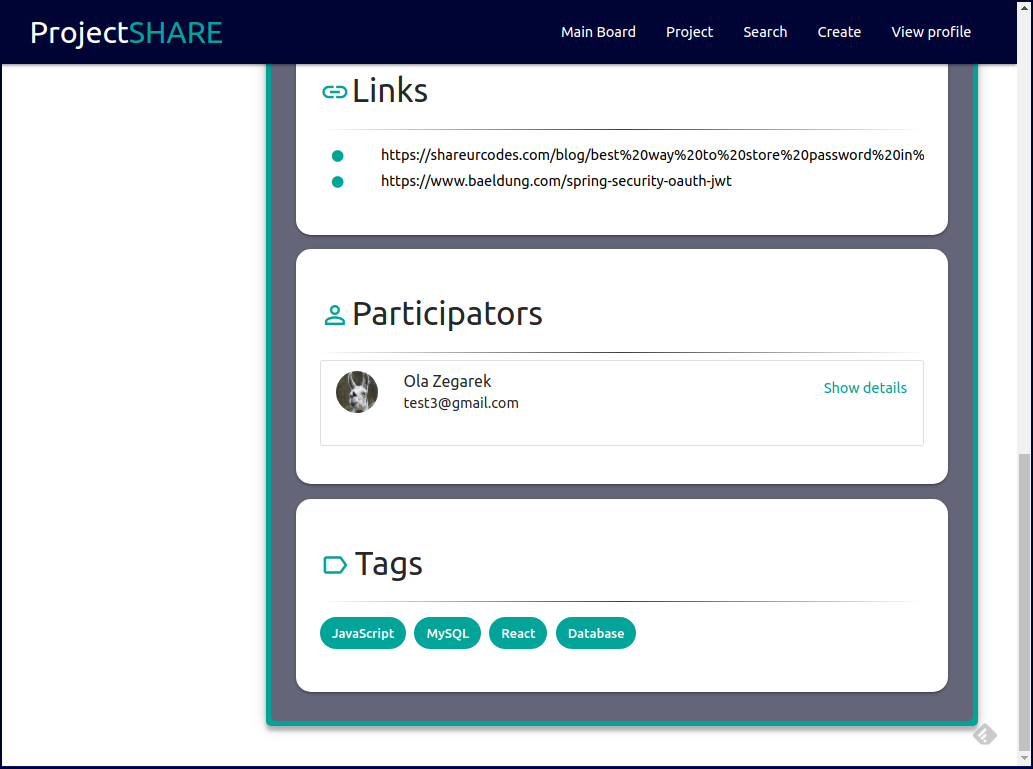 ProjectSHARE
Main Board Project Search Create View profile
Links
https://shareurcodes.com/blog/best%20way%20to%20store%20password%20in%
https://www.baeldung.com/spring-security-oauth-jwt
Participators
Ola Zegarek
test3@gmail.com
Show details
Tags
JavaScript MySQL React Database